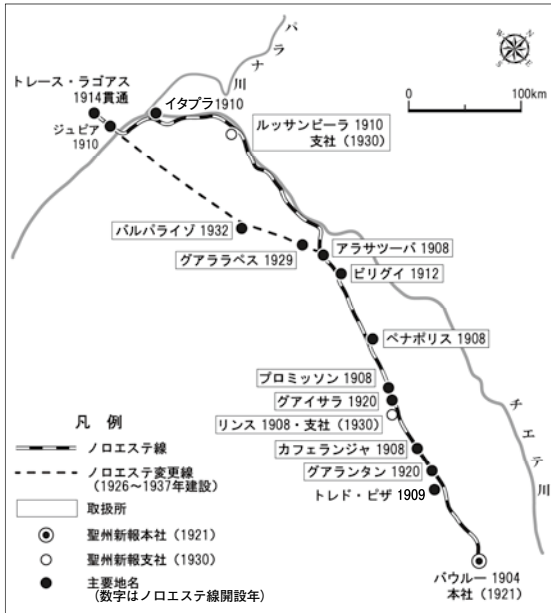 パラナ川
トレース・ラゴアス
1914貫通
イタプラ1910
ジュピア
1910
ルッサンビーラ 1910
支社（1930）
0
100km
N
E
S
W
バルパライゾ 1932
グアララペス 1929
アラサツーバ 1908
ビリグイ 1912
ペナポリス 1908
プロミッソン 1908
グアイサラ 1920
リンス 1908・支社（1930）
カフェランジャ 1908
グアランタン 1920
トレド・ピザ 1909
チエテ川
バウルー 1904
本社（1921）
凡 例
ノロエステ線
ノロエステ変更線
（1926～1937年建設）
取扱所
聖州新報本社（1921）
聖州新報支社（1930）
主要地名
(数字はノロエステ線開設年)